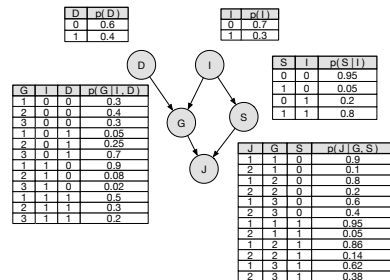 D p(D)
0 0.6
1 0.4
I p(I)
0 0.7
1 0.3
D
I
G
S
J
S I p(S|I)
0 0 0.95
1 0 0.05
0 1 0.2
1 1 0.8
G I D p(G|I,D)
1 0 0 0.3
2 0 0 0.4
3 0 0 0.3
1 0 1 0.05
2 0 1 0.25
3 0 1 0.7
1 1 0 0.9
2 1 0 0.08
3 1 0 0.02
1 1 1 0.5
2 1 1 0.3
3 1 1 0.2
J G S p(J|G,S)
1 1 0 0.9
2 1 0 0.1
1 2 0 0.8
2 2 0 0.2
1 3 0 0.6
2 3 0 0.4
1 1 1 0.95
2 1 1 0.05
1 2 1 0.86
2 2 1 0.14
1 3 1 0.62
2 3 1 0.38